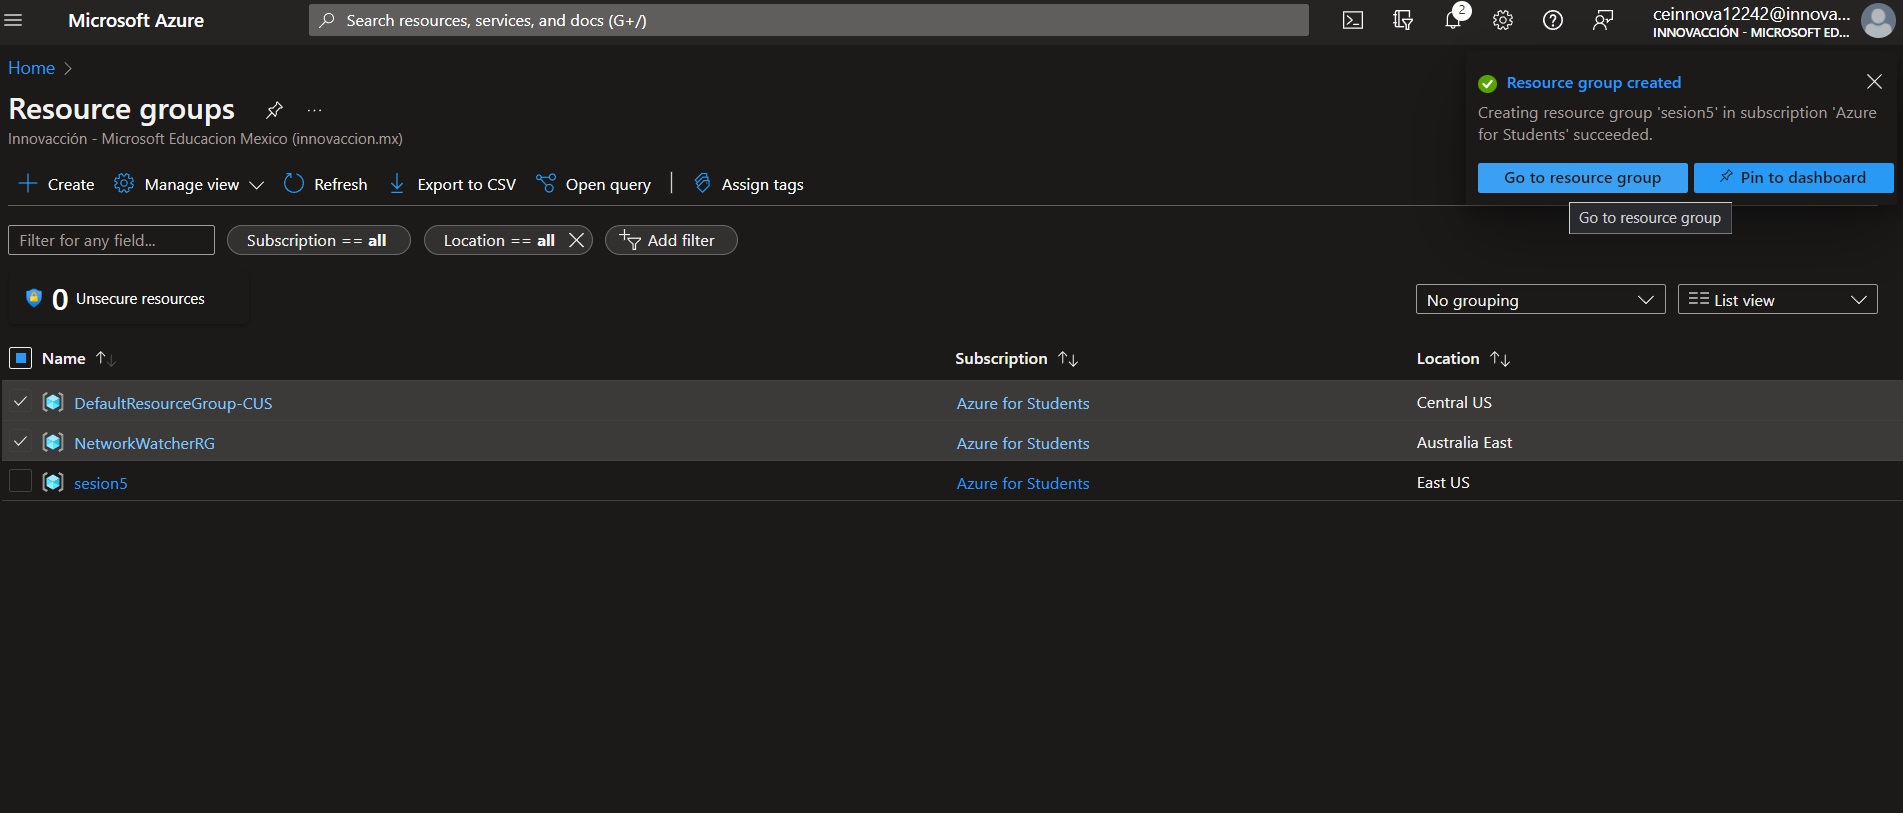 Microsoft Azure
Search resources, services, and docs (G+/)
2
ceinnova12242@innova...
INNOVACCIÓN - MICROSOFT ED...
Home
Resource groups
...
Innovacción - Microsoft Educacion Mexico (innovaccion.mx)
Resource group created
Creating resource group 'sesion5' in subscription 'Azure
for Students' succeeded.
Go to resource group
Pin to dashboard
Go to resource group
Create
Manage view
Refresh
Export to CSV
Open query
Assign tags
Filter for any field...
Subscription == all
Location == all
Add filter
0 Unsecure resources
No grouping
List view
Name
Subscription
Location
DefaultResourceGroup-CUS
Azure for Students
Central US
NetworkWatcherRG
Azure for Students
Australia East
sesion5
Azure for Students
East US